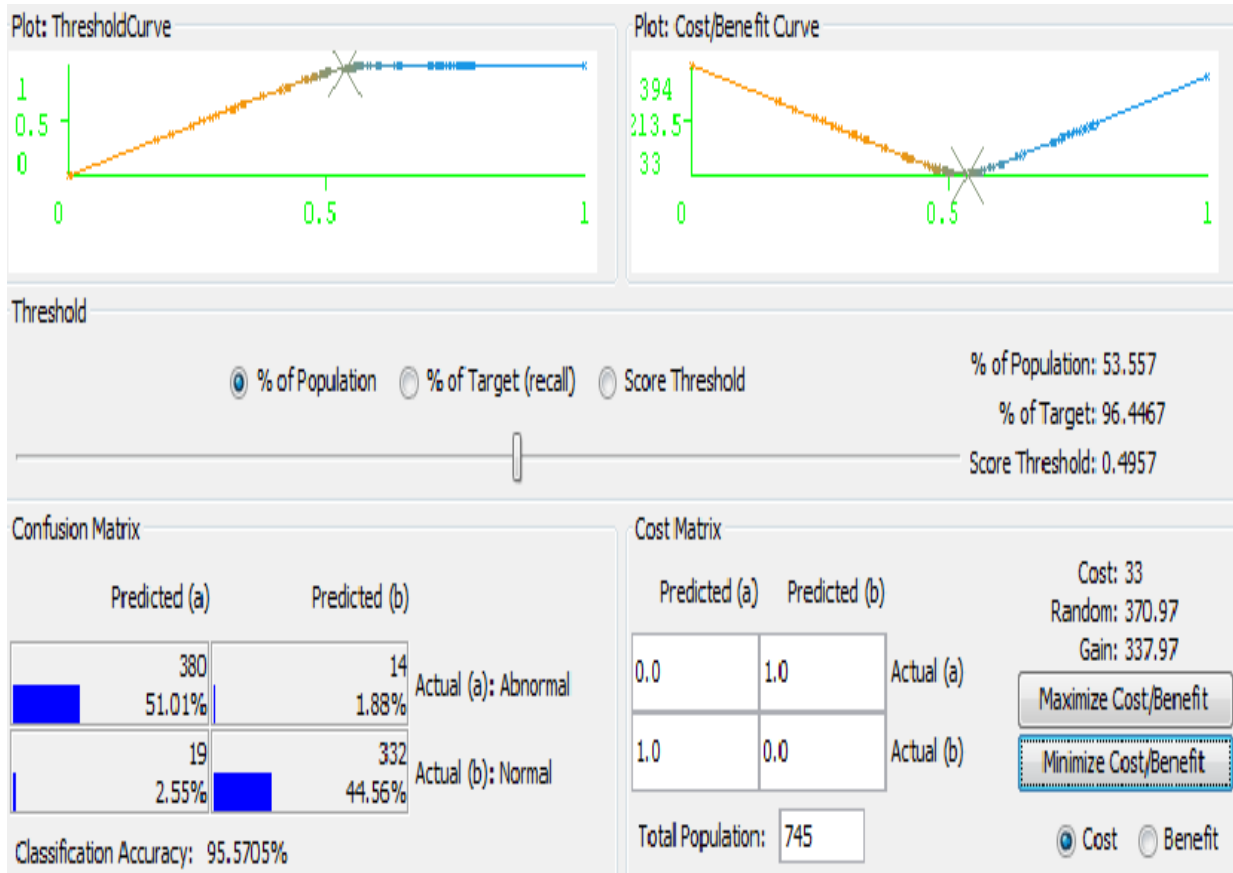 Plot: ThresholdCurve
1
0.5
0
0 0.5 1
Plot: Cost/Benefit Curve
394
213.5
33
0 0.5 1
Threshold
% of Population % of Target (recall) Score Threshold
% of Population: 53.557
% of Target: 96.4467
Score Threshold: 0.4957
Confusion Matrix
Predicted (a) Predicted (b)
380 14
51.01% 1.88%
Actual (a): Abnormal
19 332
2.55% 44.56%
Actual (b): Normal
Classification Accuracy: 95.5705%
Cost Matrix
Predicted (a) Predicted (b)
0.0 1.0 Actual (a)
1.0 0.0 Actual (b)
Total Population: 745
Cost: 33
Random: 370.97
Gain: 337.97
Maximize Cost/Benefit
Minimize Cost/Benefit
Cost Benefit